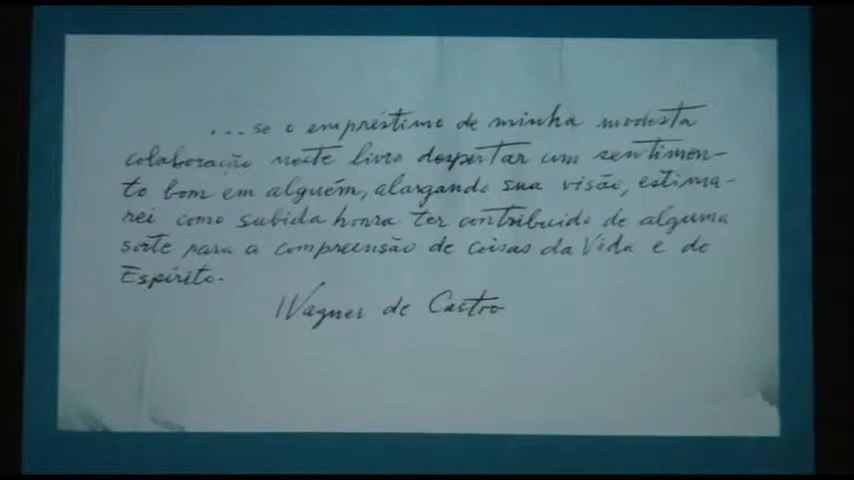 ...se o empréstimo de minha modesta
colaboração neste livro despertar um sentimen-
to bom em alguém, alargando sua visão, estima-
rei como subida honra ter contribuido de alguma
sorte para a compreensão de coisas da Vida e do
Espírito.
Wagner de Castro